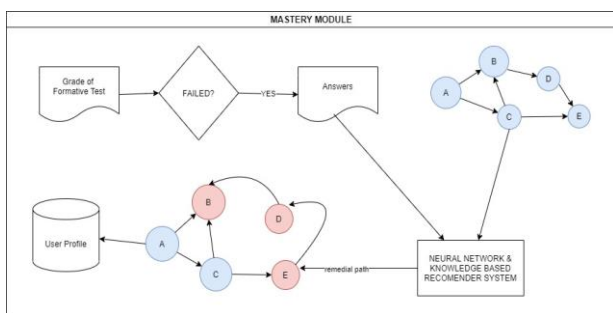 MASTERY MODULE
Grade of
Formative Test
FAILED?
YES
Answers
A
B
C
D
E
User Profile
A
B
C
D
E
remedial path
NEURAL NETWORK &
KNOWLEDGE BASED
RECOMENDER SYSTEM